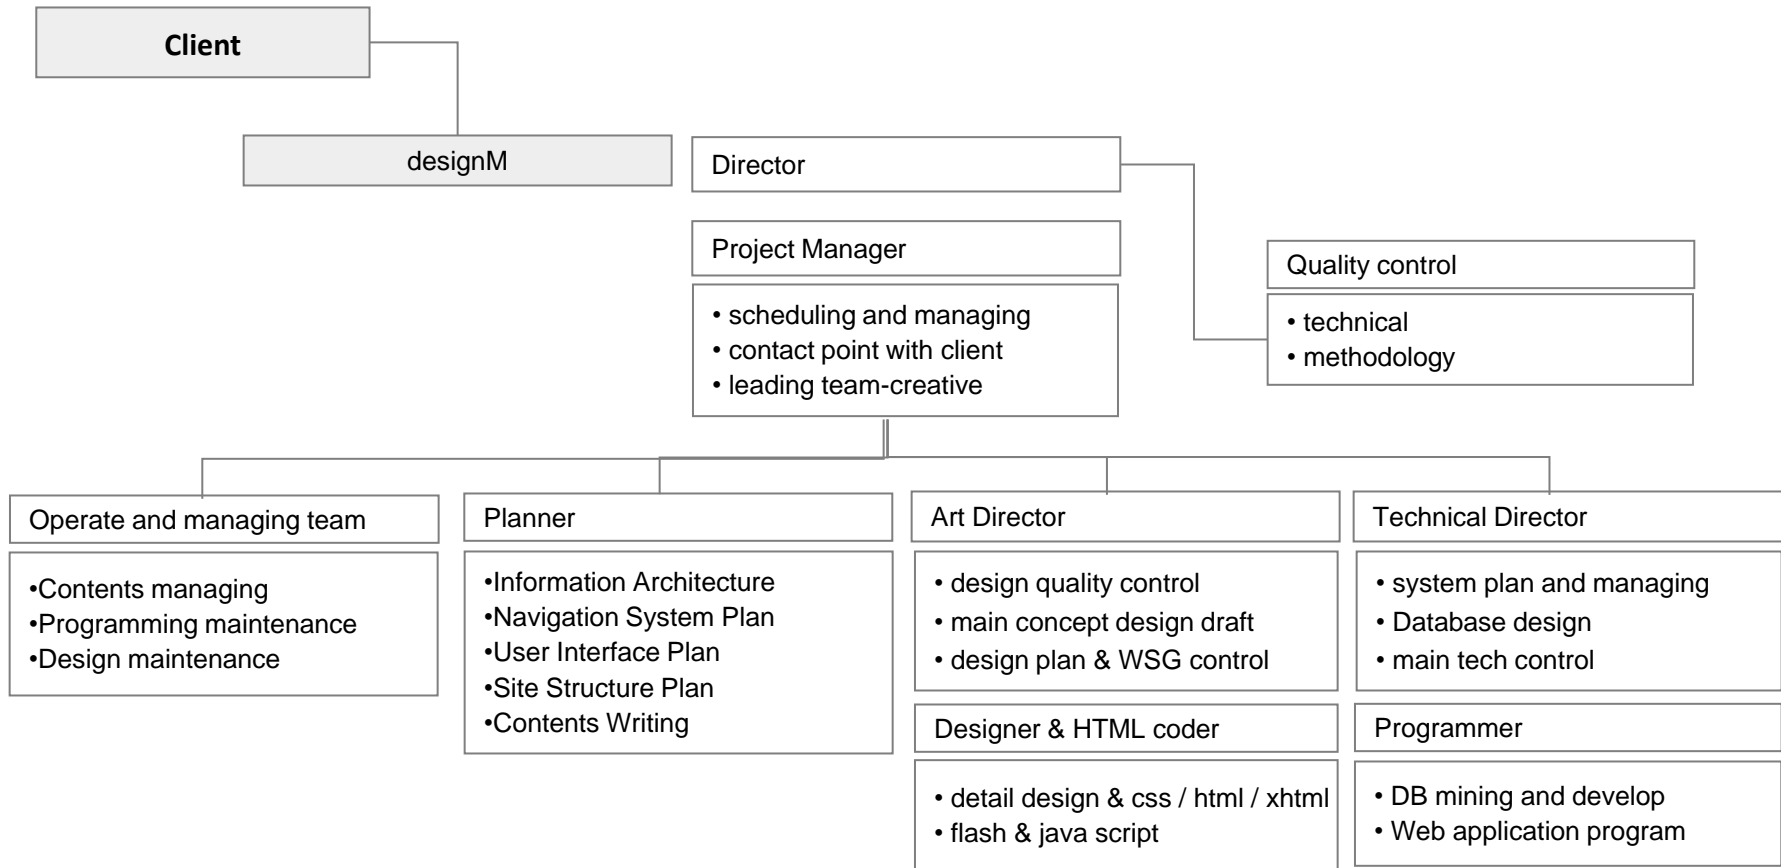 Client
designM
Director
Project Manager
• scheduling and managing
• contact point with client
• leading team-creative
Quality control
• technical
• methodology
Operate and managing team
•Contents managing
•Programming maintenance
•Design maintenance
Planner
•Information Architecture
•Navigation System Plan
•User Interface Plan
•Site Structure Plan
•Contents Writing
Art Director
• design quality control
• main concept design draft
• design plan & WSG control
Designer & HTML coder
• detail design & css / html / xhtml
• flash & java script
Technical Director
• system plan and managing
• Database design
• main tech control
Programmer
• DB mining and develop
• Web application program